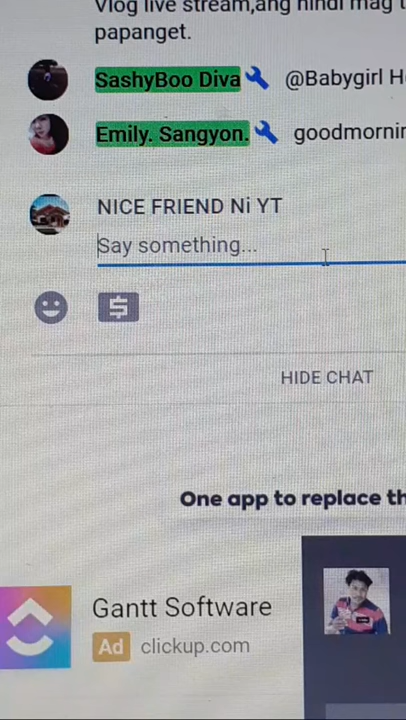 Vlog live stream,ang hindi mag
papanget.
SashyBoo Diva @Babygirl
Emily. Sangyon. goodmornin
NICE FRIEND Ni YT
Say something...
HIDE CHAT
One app to replace th
Gantt Software
Ad clickup.com